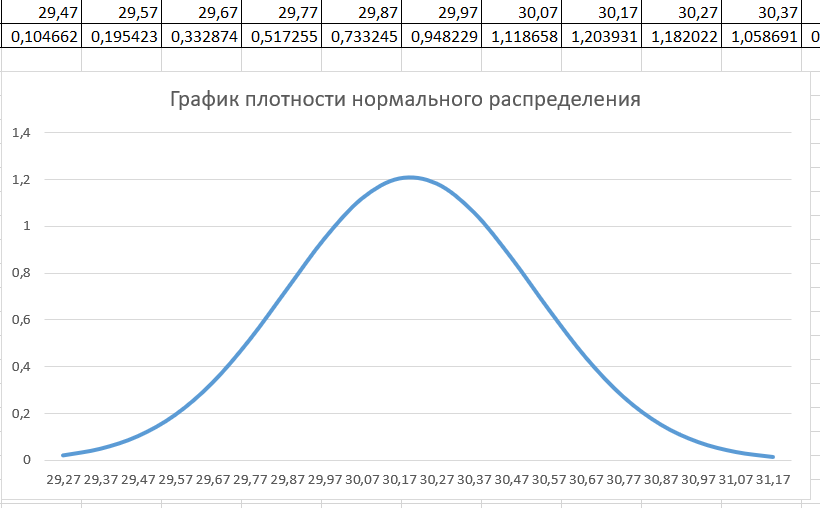 29,47 29,57 29,67 29,77 29,87 29,97 30,07 30,17 30,27 30,37
0,104662 0,195423 0,332874 0,517255 0,733245 0,948229 1,118658 1,203931 1,182022 1,058691 0
График плотности нормального распределения
1,4
1,2
1
0,8
0,6
0,4
0,2
0
29,27 29,37 29,47 29,57 29,67 29,77 29,87 29,97 30,07 30,17 30,27 30,37 30,47 30,57 30,67 30,77 30,87 30,97 31,07 31,17